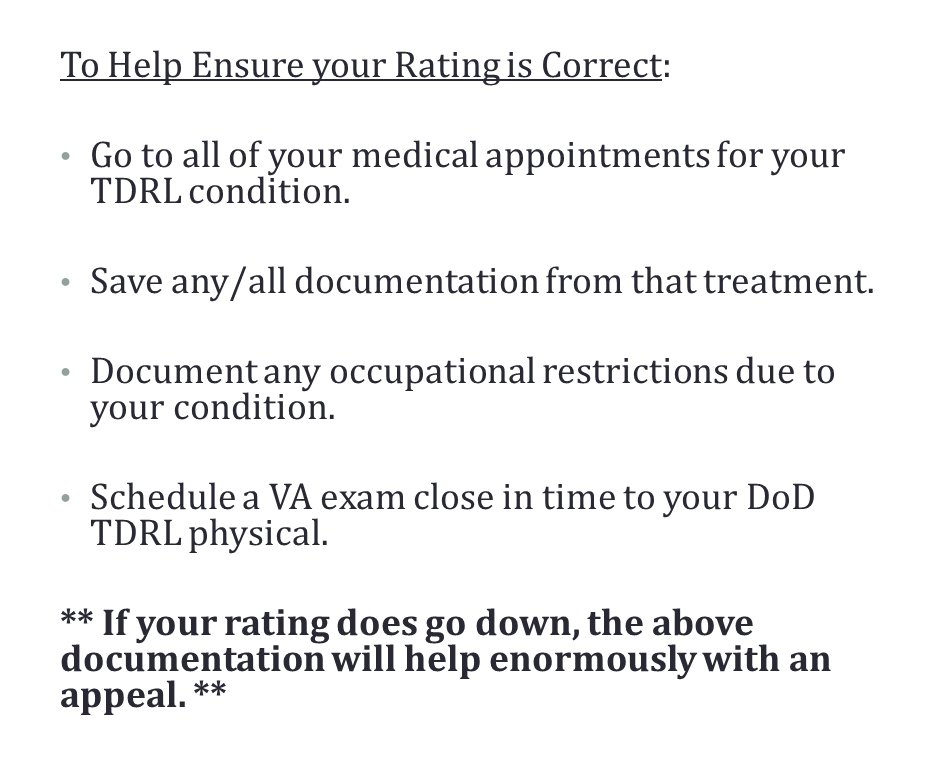 To Help Ensure your Rating is Correct:
• Go to all of your medical appointments for your
TDRL condition.
• Save any/all documentation from that treatment.
• Document any occupational restrictions due to
your condition.
• Schedule a VA exam close in time to your DoD
TDRL physical.
** If your rating does go down, the above
documentation will help enormously with an
appeal. **